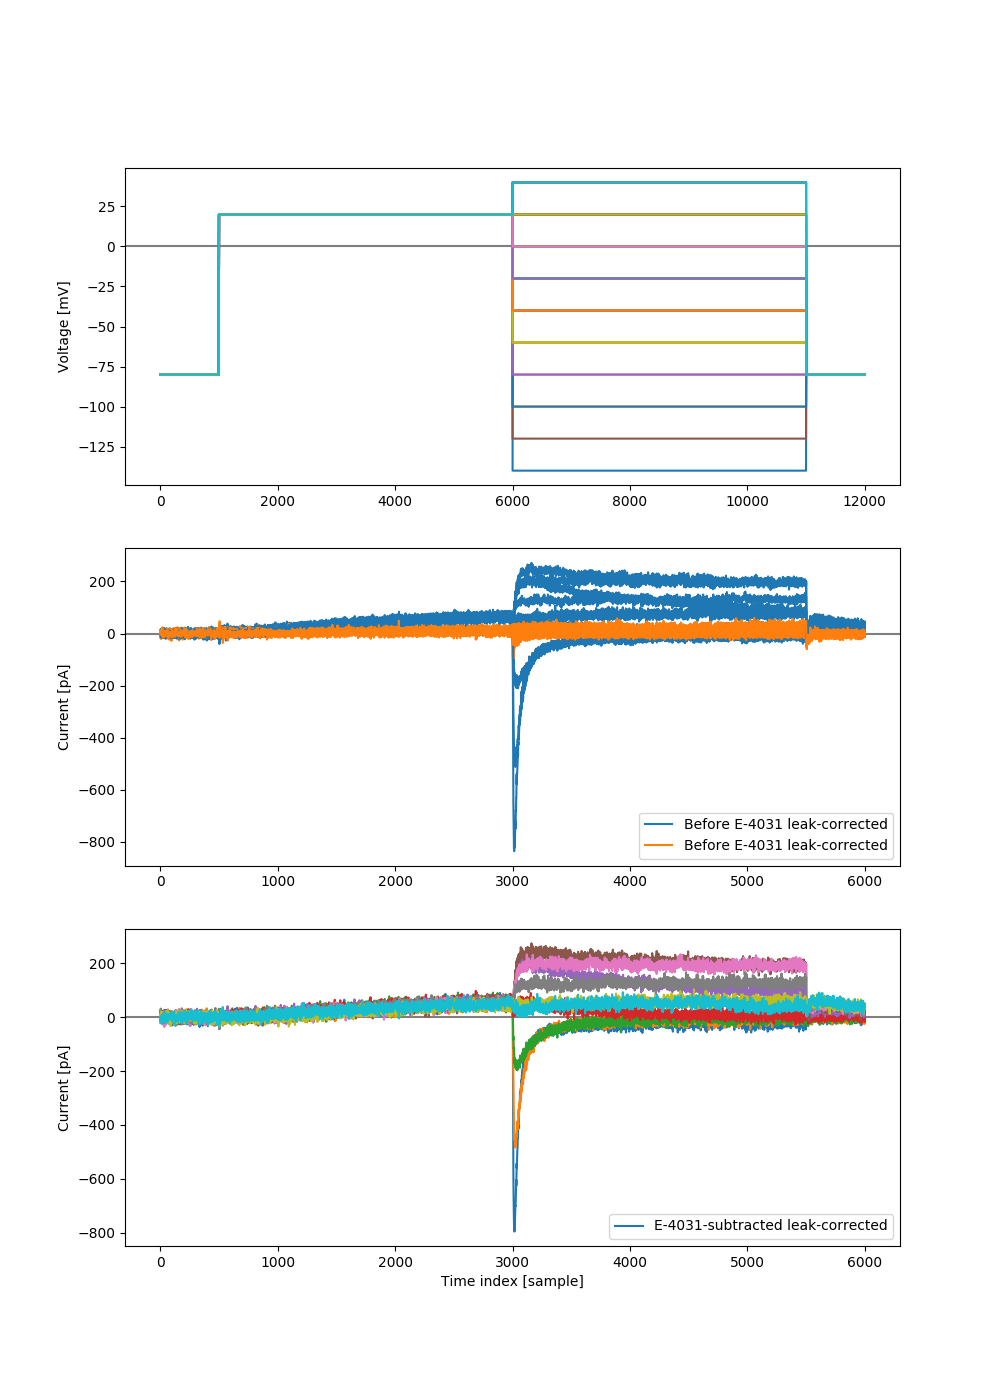 25
0
−25
−50
−75
−100
−125
Voltage [mV]
0 2000 4000 6000 8000 10000 12000
200
0
−200
−400
−600
−800
Current [pA]
Before E-4031 leak-corrected
Before E-4031 leak-corrected
0 1000 2000 3000 4000 5000 6000
200
0
−200
−400
−600
−800
Current [pA]
E-4031-subtracted leak-corrected
0 1000 2000 3000 4000 5000 6000
Time index [sample]